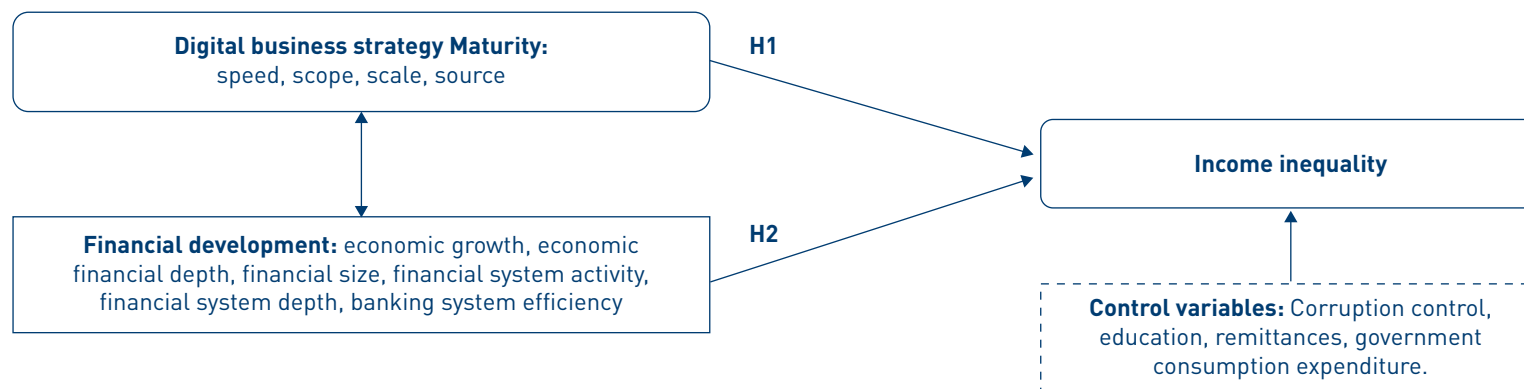 Digital business strategy Maturity:
speed, scope, scale, source
H1
Income inequality
Financial development: economic growth, economic
financial depth, financial size, financial system activity,
financial system depth, banking system efficiency
H2
Control variables: Corruption control,
education, remittances, government
consumption expenditure.